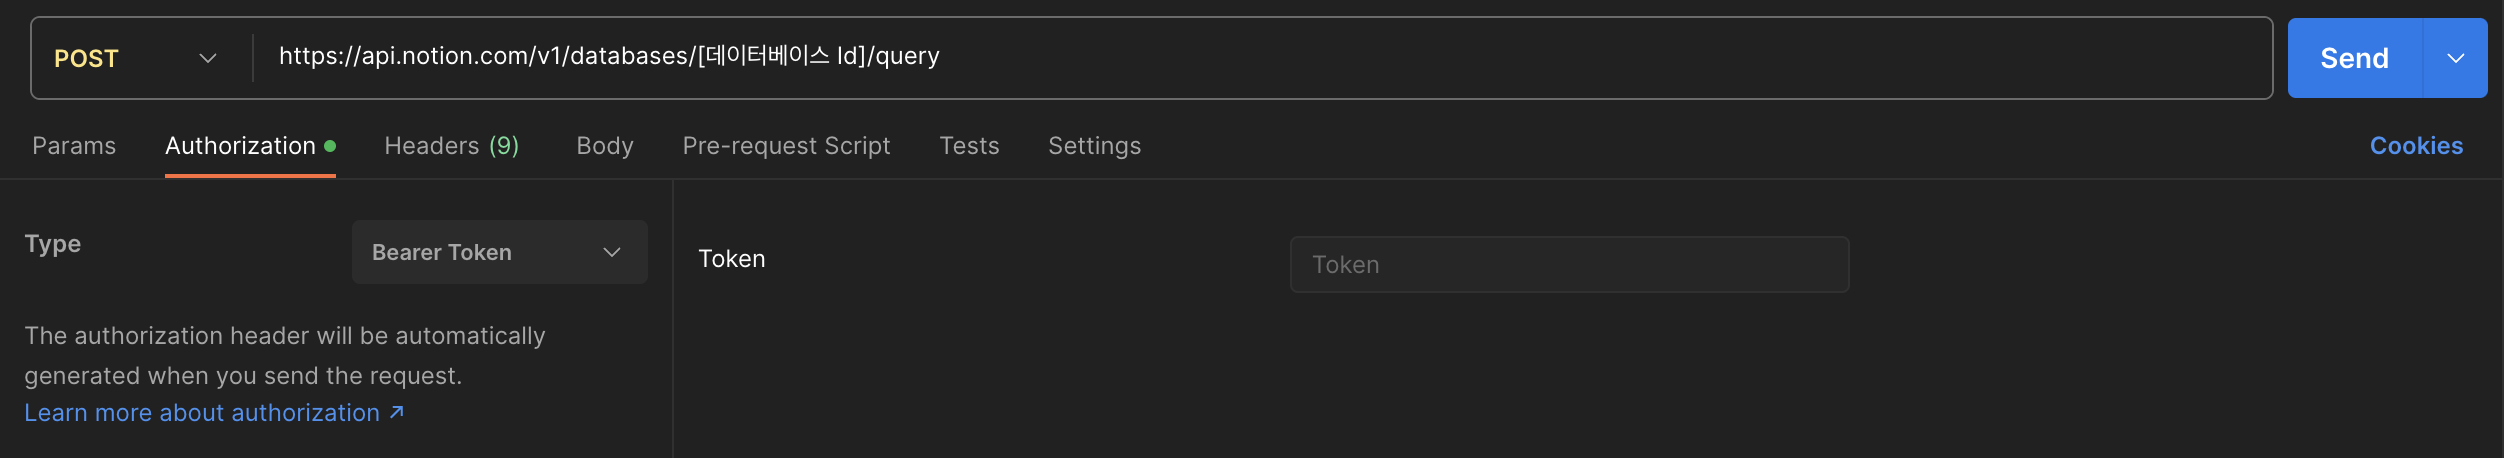 POST
https://api.notion.com/v1/databases/[데이터베이스 Id]/query
Send
Params
Authorization
Headers (9)
Body
Pre-request Script
Tests
Settings
Cookies
Type
Bearer Token
Token
Token
The authorization header will be automatically
generated when you send the request.
Learn more about authorization ↗